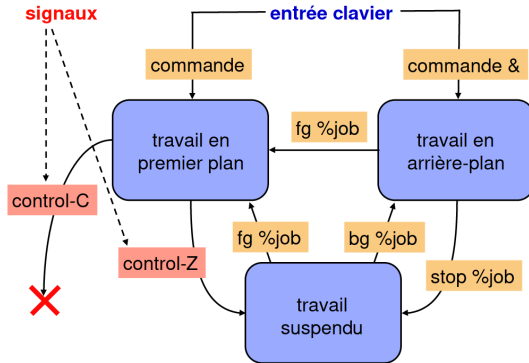 signaux
entrée clavier
commande
commande &
travail en
premier plan
fg %job
travail en
arrière-plan
control-C
control-Z
fg %job
bg %job
stop %job
travail
suspendu